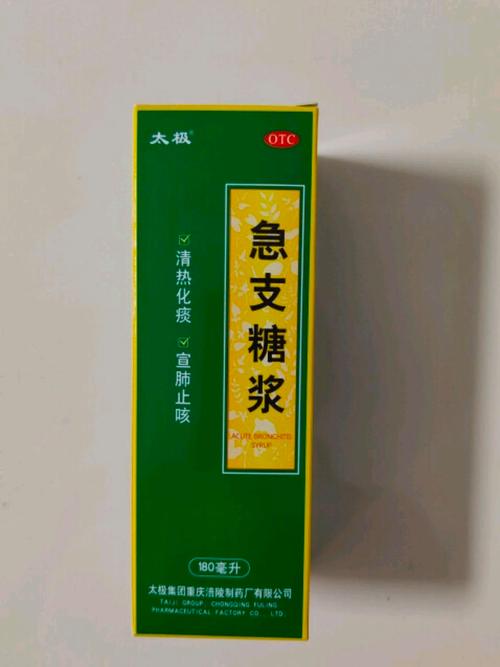 太极®
OTC
急支糖浆
ACUTE BRONCHITIS
SYRUP
清热化痰
宣肺止咳
180毫升
太极集团重庆涪陵制药厂有限公司
TAIJI GROUP, CHONGQING FULING
PHARMACEUTICAL FACTORY CO., LTD.